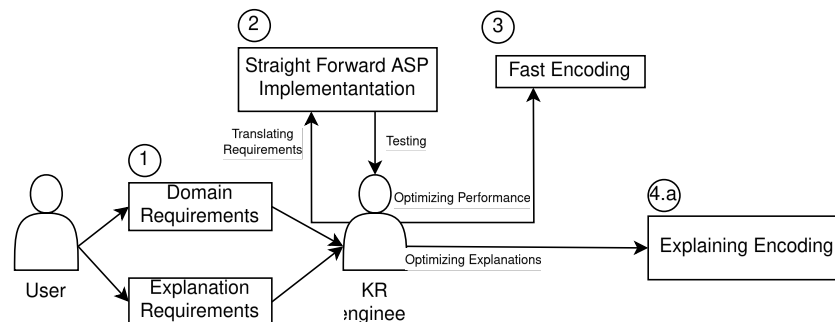 2
3
Straight Forward ASP
Implementantation
Fast Encoding
Translating
Requirements
Testing
1
Domain
Requirements
Optimizing Performance
4.a
Explaining Encoding
Optimizing Explanations
User
Explanation
Requirements
KR
enginee